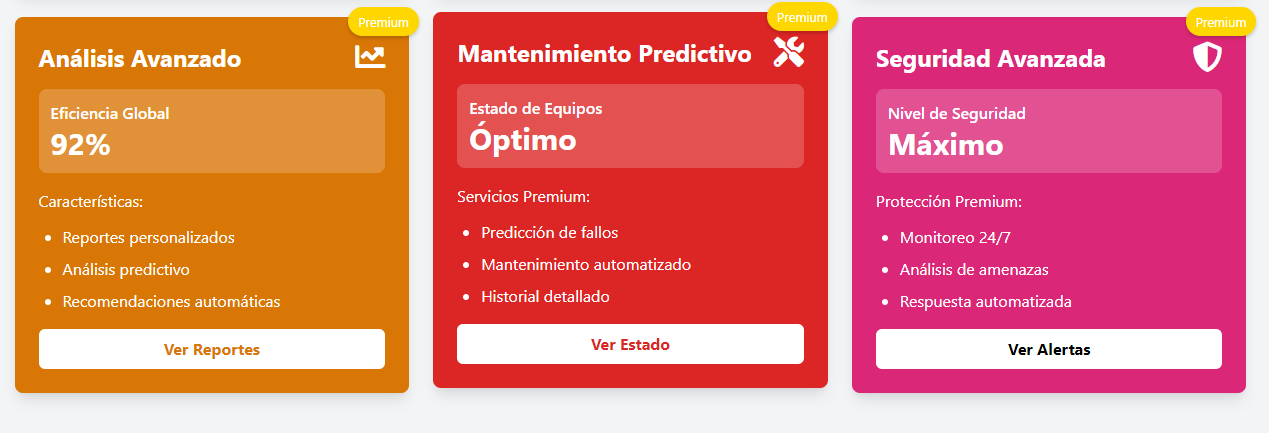 Premium
Análisis Avanzado
Eficiencia Global
92%
Características:
Reportes personalizados
Análisis predictivo
Recomendaciones automáticas
Ver Reportes
Premium
Mantenimiento Predictivo
Estado de Equipos
Óptimo
Servicios Premium:
Predicción de fallos
Mantenimiento automatizado
Historial detallado
Ver Estado
Premium
Seguridad Avanzada
Nivel de Seguridad
Máximo
Protección Premium:
Monitoreo 24/7
Análisis de amenazas
Respuesta automatizada
Ver Alertas